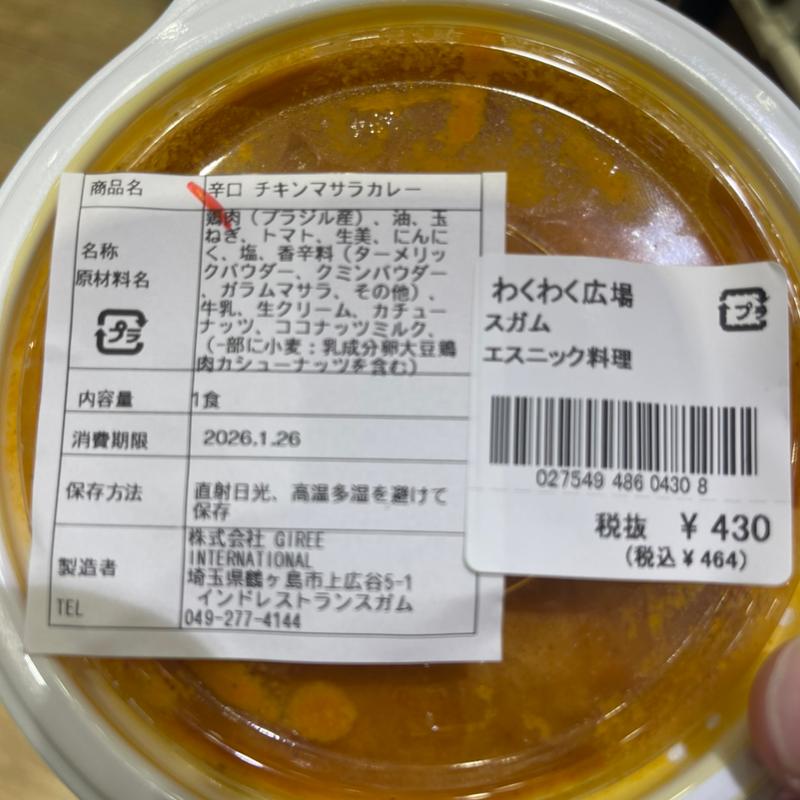 商品名 辛口 チキンマサラカレー
名称
原材料名
鶏肉（ブラジル産）、油、玉
ねぎ、トマト、生美、にんに
く、塩、香辛料（ターメリッ
クパウダー、クミンパウダー
、ガラムマサラ、その他）、
牛乳、生クリーム、カチュー
ナッツ、ココナッツミルク、
（-部に小麦：乳成分卵大豆鶏
肉カシューナッツを含む）
プラ
内容量 1食
消費期限 2026.1.26
保存方法 直射日光、高温多湿を避けて
保存
製造者
株式会社 GIREE
INTERNATIONAL
埼玉県鶴ヶ島市上広谷5-1
インドレストランスガム
TEL 049-277-4144
わくわく広場
プラ
スガム
エスニック料理
027549 486 0430 8
税抜 ¥ 430
(税込 ¥ 464)